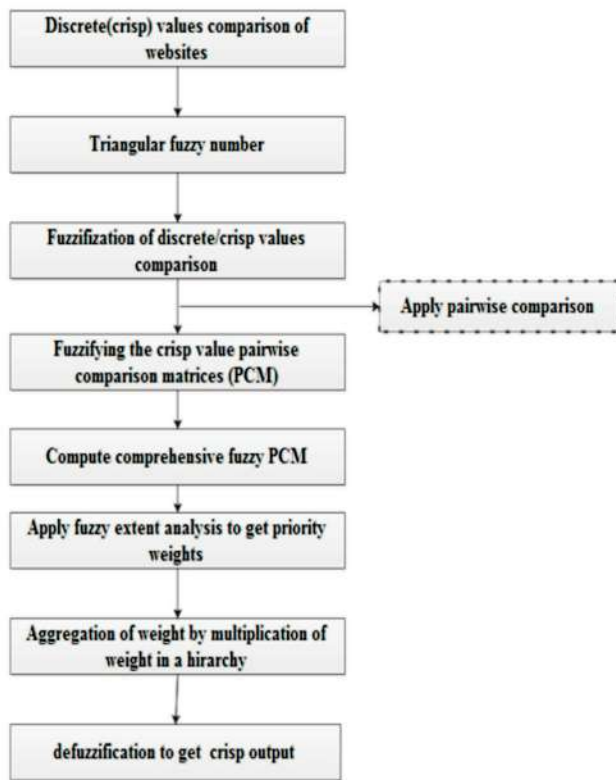 Discrete(crisp) values comparison of
websites
Triangular fuzzy number
Fuzzifization of discrete/crisp values
comparison
Apply pairwise comparison
Fuzzifying the crisp value pairwise
comparison matrices (PCM)
Compute comprehensive fuzzy PCM
Apply fuzzy extent analysis to get priority
weights
Aggregation of weight by multiplication of
weight in a hirarchy
defuzzification to get crisp output